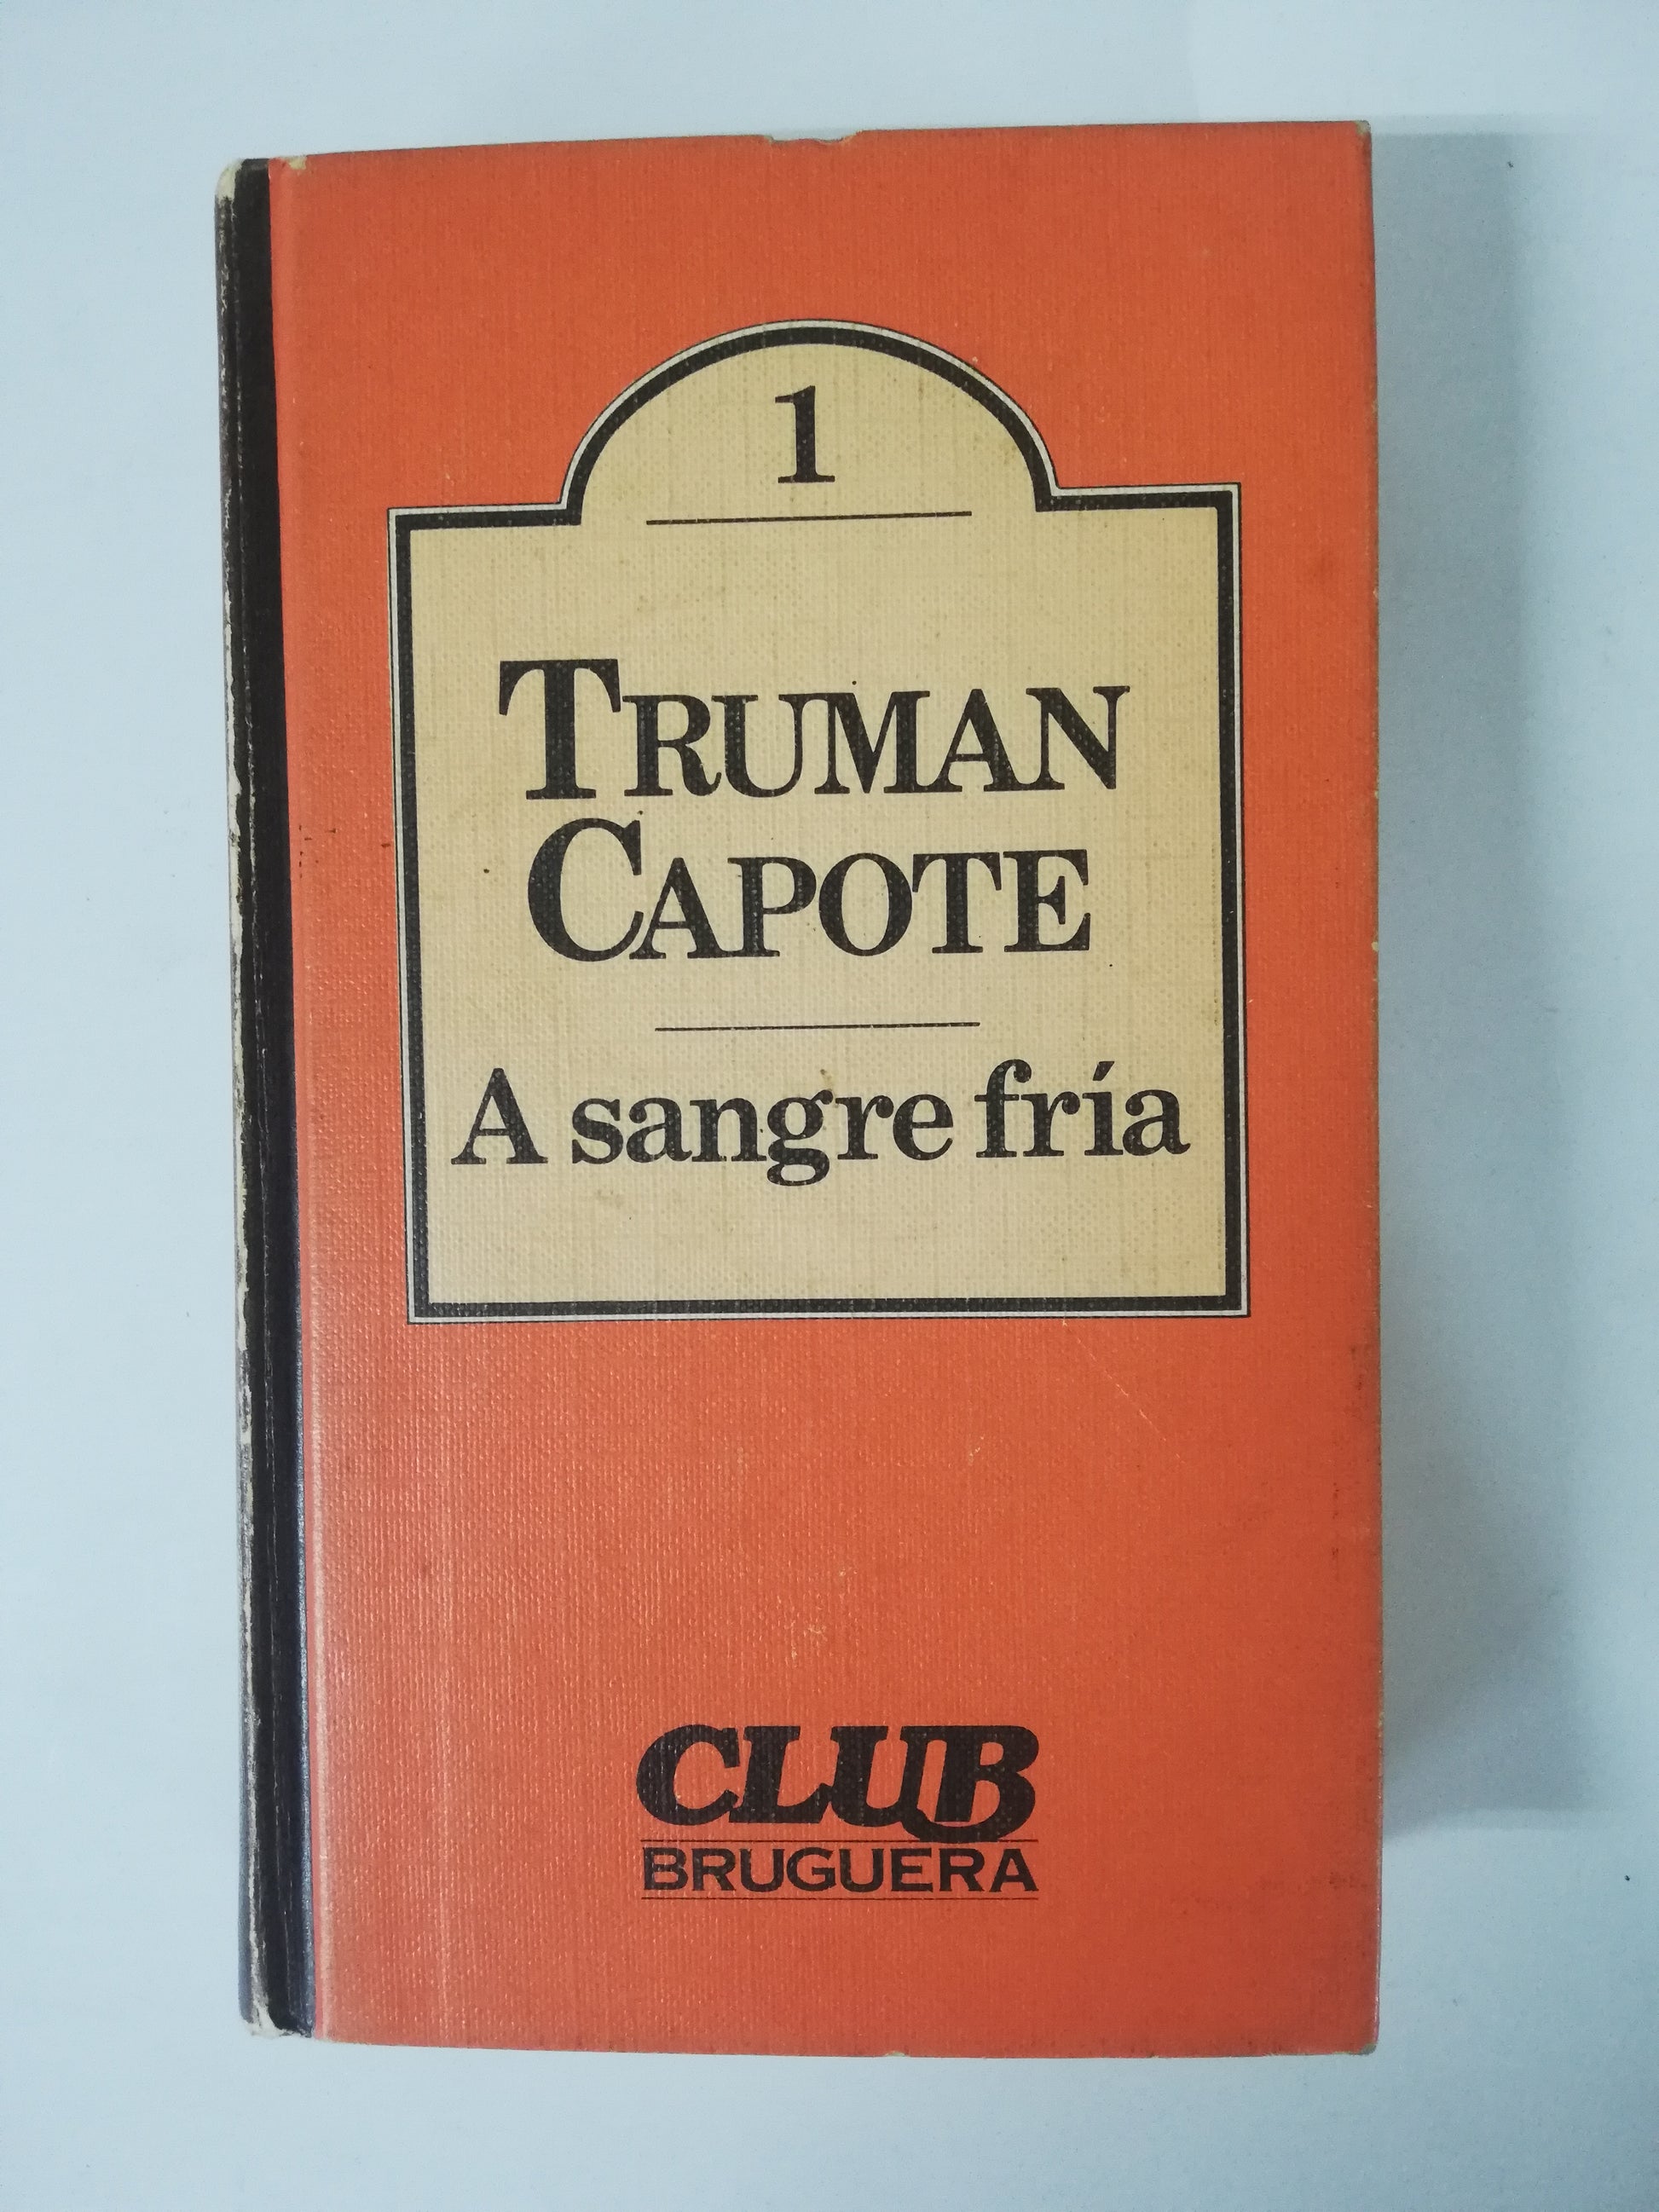 1
TRUMAN
CAPOTE
A sangre fría
CLUB
BRUGUERA